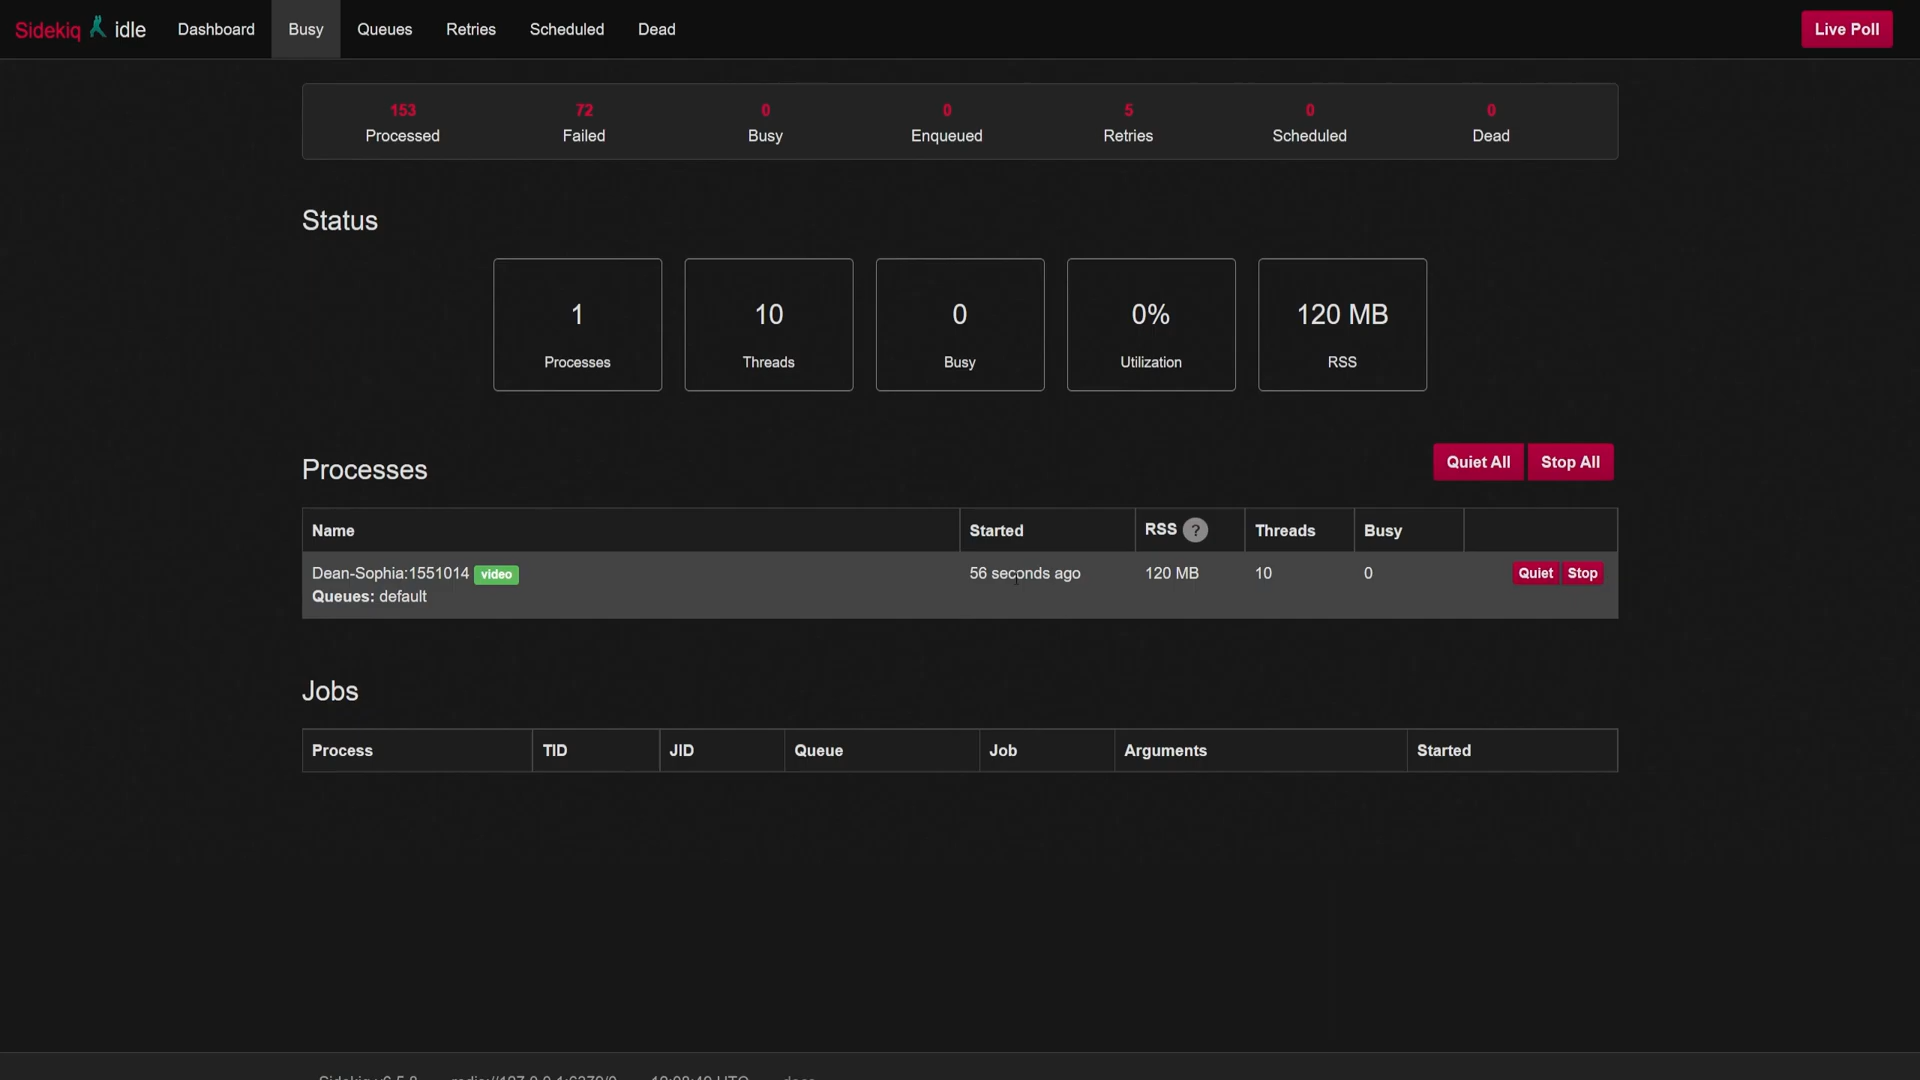 Sidekiq idle Dashboard Busy Queues Retries Scheduled Dead Live Poll
153 72 0 0 5 0 0
Processed Failed Busy Enqueued Retries Scheduled Dead
Status
1 10 0 0% 120 MB
Processes Threads Busy Utilization RSS
Processes Quiet All Stop All
Name Started RSS ? Threads Busy
Dean-Sophia:1551014 video 56 seconds ago 120 MB 10 0 Quiet Stop
Queues: default
Jobs
Process TID JID Queue Job Arguments Started